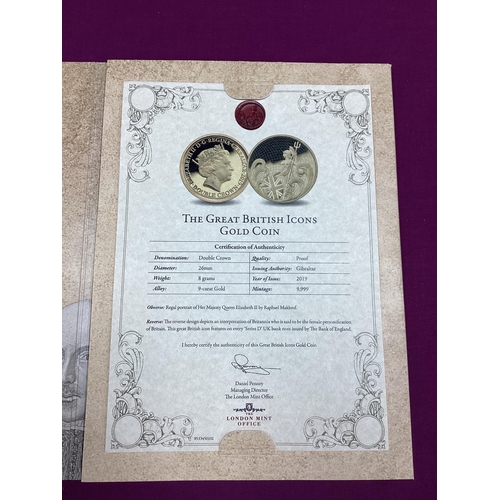 THE GREAT BRITISH ICONS
GOLD COIN
Certification of Authenticity
Denomination: Double Crown Quality: Proof
Diameter: 26mm Issuing Authority: Gibraltar
Weight: 8 grams Year of Issue: 2019
Alloy: 9-carat Gold Mintage: 9,999
Obverse: Regal portrait of Her Majesty Queen Elizabeth II by Raphael Maklouf.
Reverse: The reverse design depicts an interpretation of Britannia who is said to be the female personification
of Britain. This great British icon features on every 'Series D' UK bank note issued by The Bank of England.
I hereby certify the authenticity of this Great British Icons Gold Coin.
Daniel Pennery
Managing Director
The London Mint Office
THE
LONDON MINT
OFFICE